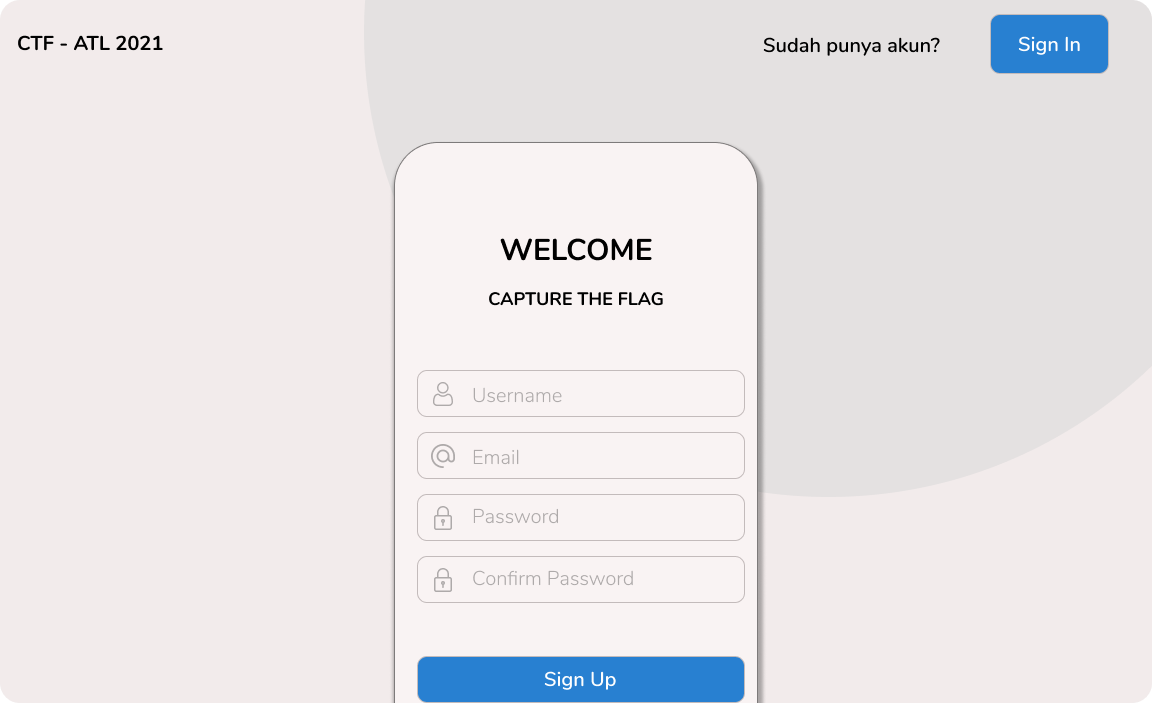 CTF - ATL 2021
Sudah punya akun?
Sign In
WELCOME
CAPTURE THE FLAG
Username
Email
Password
Confirm Password
Sign Up